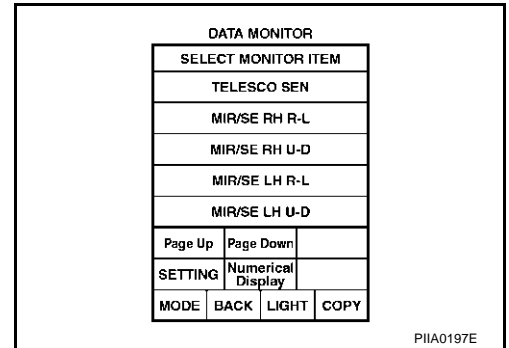 DATA MONITOR
SELECT MONITOR ITEM
TELESCO SEN
MIR/SE RH R-L
MIR/SE RH U-D
MIR/SE LH R-L
MIR/SE LH U-D
Page Up Page Down
SETTING Numerical
Display
MODE BACK LIGHT COPY
PIIA0197E